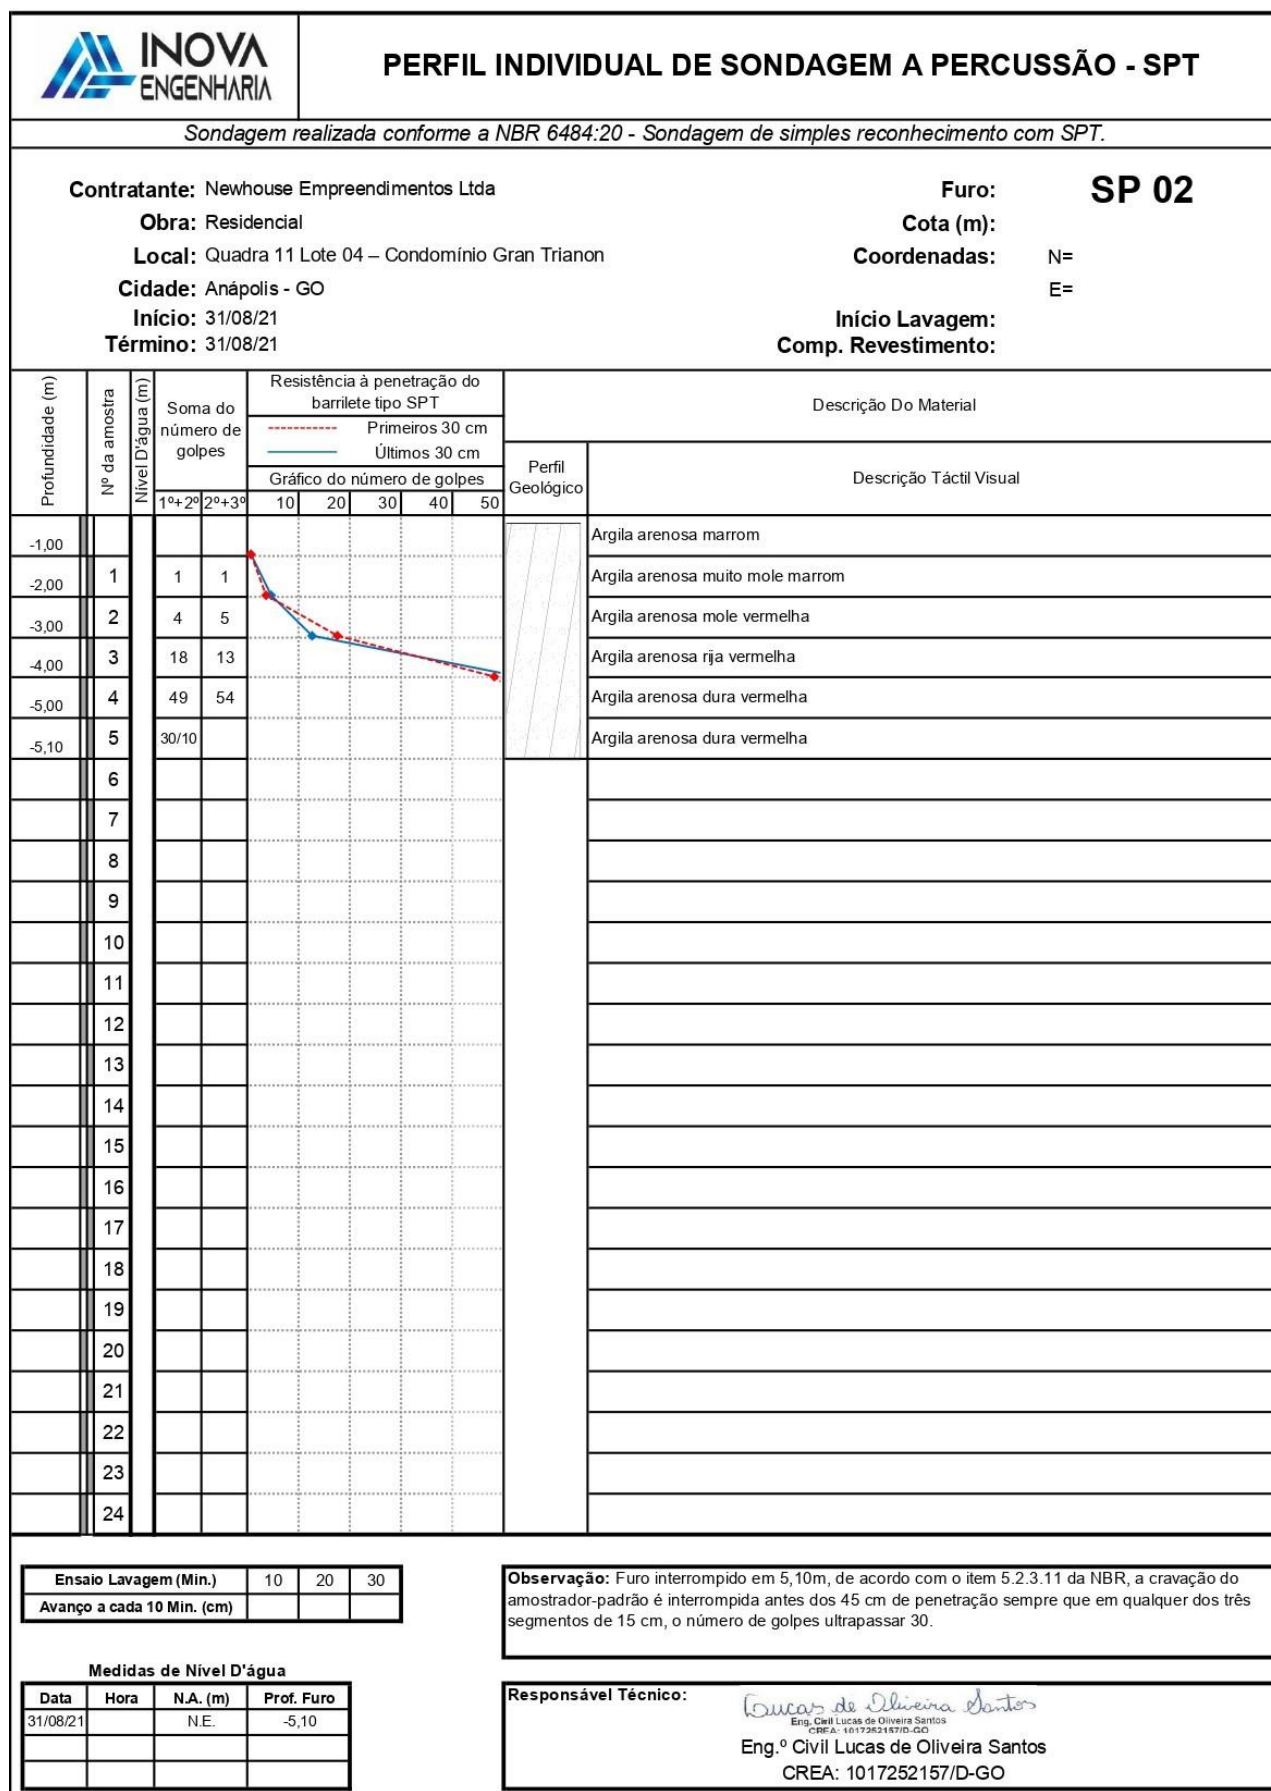 INOVA
ENGENHARIA
PERFIL INDIVIDUAL DE SONDAGEM A PERCUSSÃO - SPT
Sondagem realizada conforme a NBR 6484:20 - Sondagem de simples reconhecimento com SPT.
Contratante: Newhouse Empreendimentos Ltda
Obra: Residencial
Local: Quadra 11 Lote 04 – Condomínio Gran Trianon
Cidade: Anápolis - GO
Início: 31/08/21
Término: 31/08/21
Furo: SP 02
Cota (m):
Coordenadas: N=
E=
Início Lavagem:
Comp. Revestimento:
Profundidade (m)
Nº da amostra
Nível D'água (m)
Soma do
número de
golpes
1º+2º 2º+3º
Resistência à penetração do
barrilete tipo SPT
Primeiros 30 cm
Últimos 30 cm
Gráfico do número de golpes
10 20 30 40 50
Descrição Do Material
Perfil
Geológico
Descrição Táctil Visual
-1,00 Argila arenosa marrom
-2,00 1 1 1 Argila arenosa muito mole marrom
-3,00 2 4 5 Argila arenosa mole vermelha
-4,00 3 18 13 Argila arenosa rija vermelha
-5,00 4 49 54 Argila arenosa dura vermelha
-5,10 5 30/10 Argila arenosa dura vermelha
6
7
8
9
10
11
12
13
14
15
16
17
18
19
20
21
22
23
24
Ensaio Lavagem (Min.) 10 20 30
Avanço a cada 10 Min. (cm)
Observação: Furo interrompido em 5,10m, de acordo com o item 5.2.3.11 da NBR, a cravação do
amostrador-padrão é interrompida antes dos 45 cm de penetração sempre que em qualquer dos três
segmentos de 15 cm, o número de golpes ultrapassar 30.
Medidas de Nível D'água
Data Hora N.A. (m) Prof. Furo
31/08/21 N.E. -5,10
Responsável Técnico:
Lucas de Oliveira Santos
Eng. Civil Lucas de Oliveira Santos
CREA: 1017252157/D-GO
Eng.º Civil Lucas de Oliveira Santos
CREA: 1017252157/D-GO